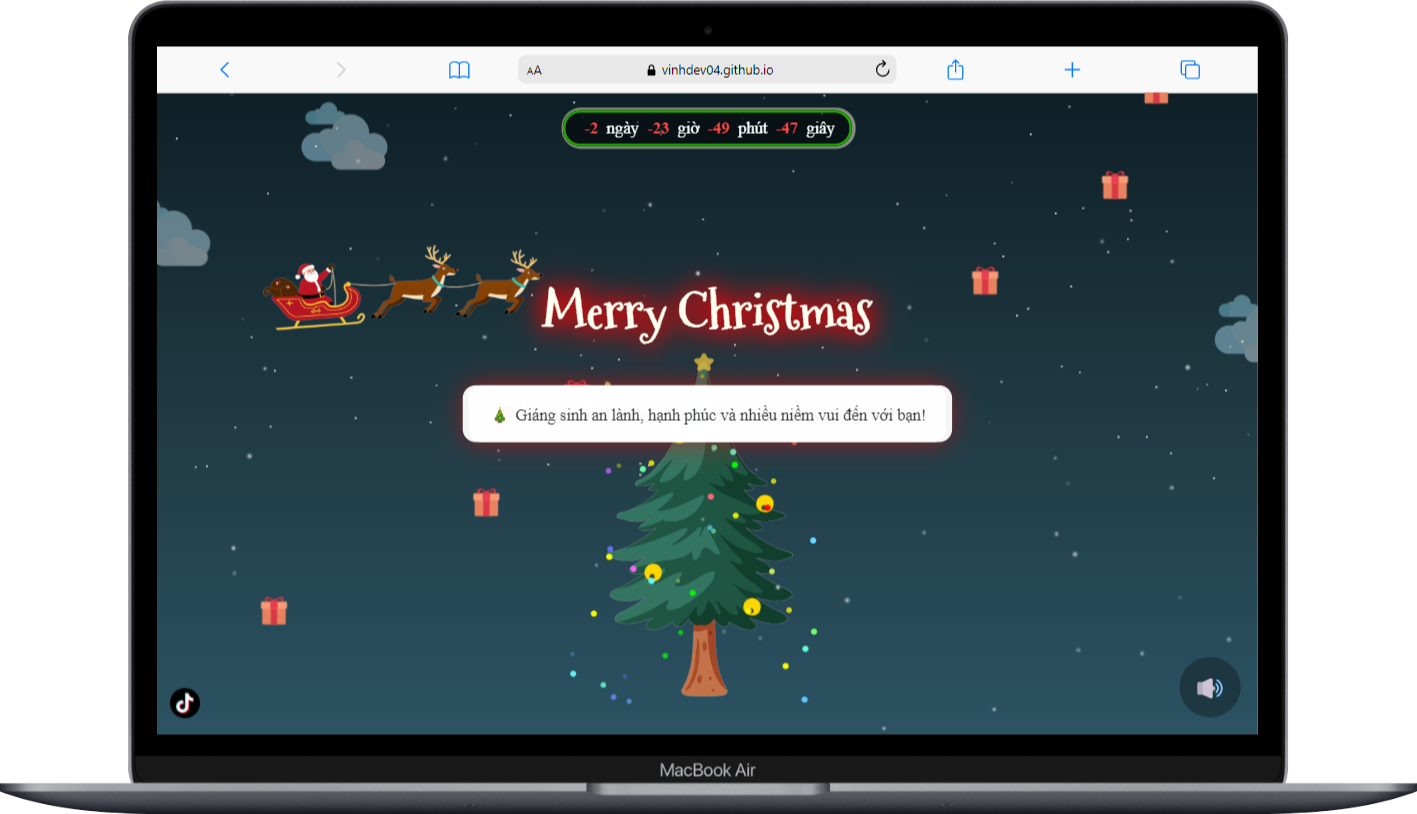 AA vinhdev04.github.io
-2 ngày -23 giờ -49 phút -47 giây
Merry Christmas
🎄 Giáng sinh an lành, hạnh phúc và nhiều niềm vui đến với bạn!
MacBook Air